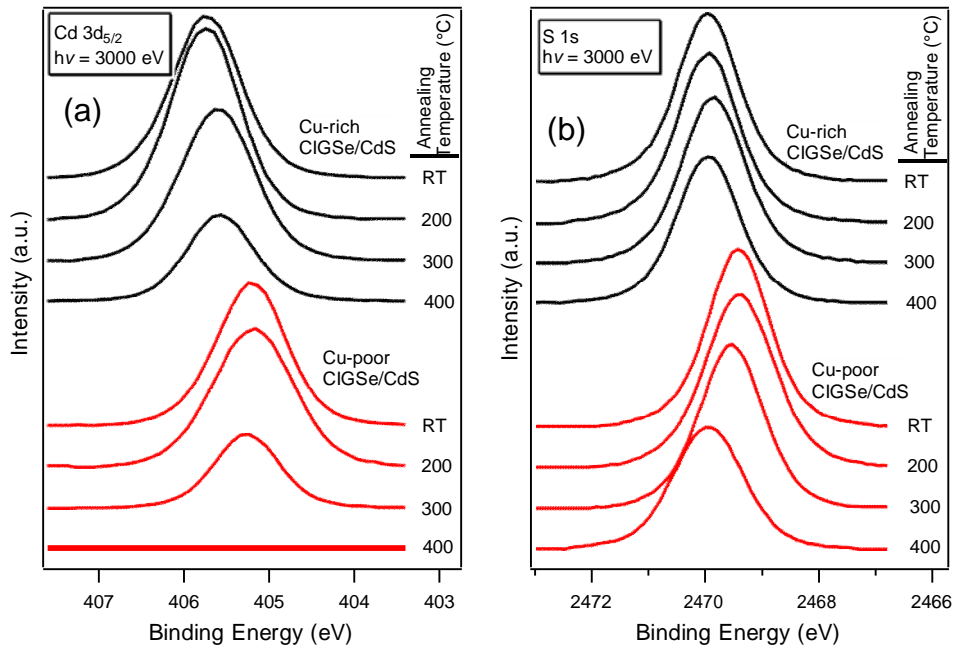 Cd 3d5/2
hν = 3000 eV
(a)
Cu-rich
CIGSe/CdS
Annealing
Temperature (°C)
RT
200
300
400
Cu-poor
CIGSe/CdS
RT
200
300
400
Intensity (a.u.)
407 406 405 404 403
Binding Energy (eV)
S 1s
hν = 3000 eV
(b)
Cu-rich
CIGSe/CdS
Annealing
Temperature (°C)
RT
200
300
400
Cu-poor
CIGSe/CdS
RT
200
300
400
Intensity (a.u.)
2472 2470 2468 2466
Binding Energy (eV)